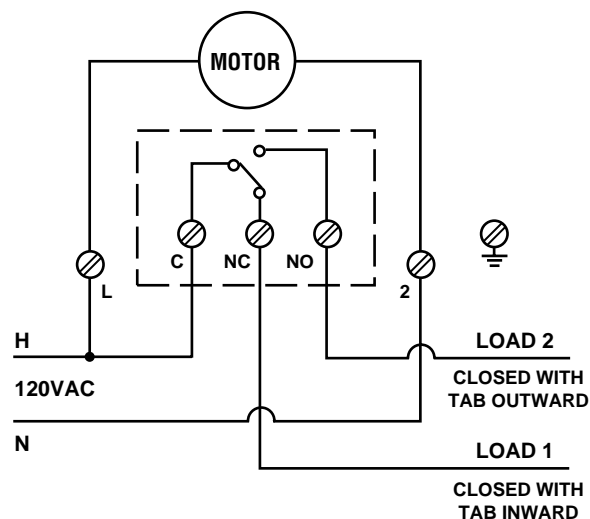 MOTOR
C NC NO
L 2
H LOAD 2
120VAC CLOSED WITH
TAB OUTWARD
N
LOAD 1
CLOSED WITH
TAB INWARD